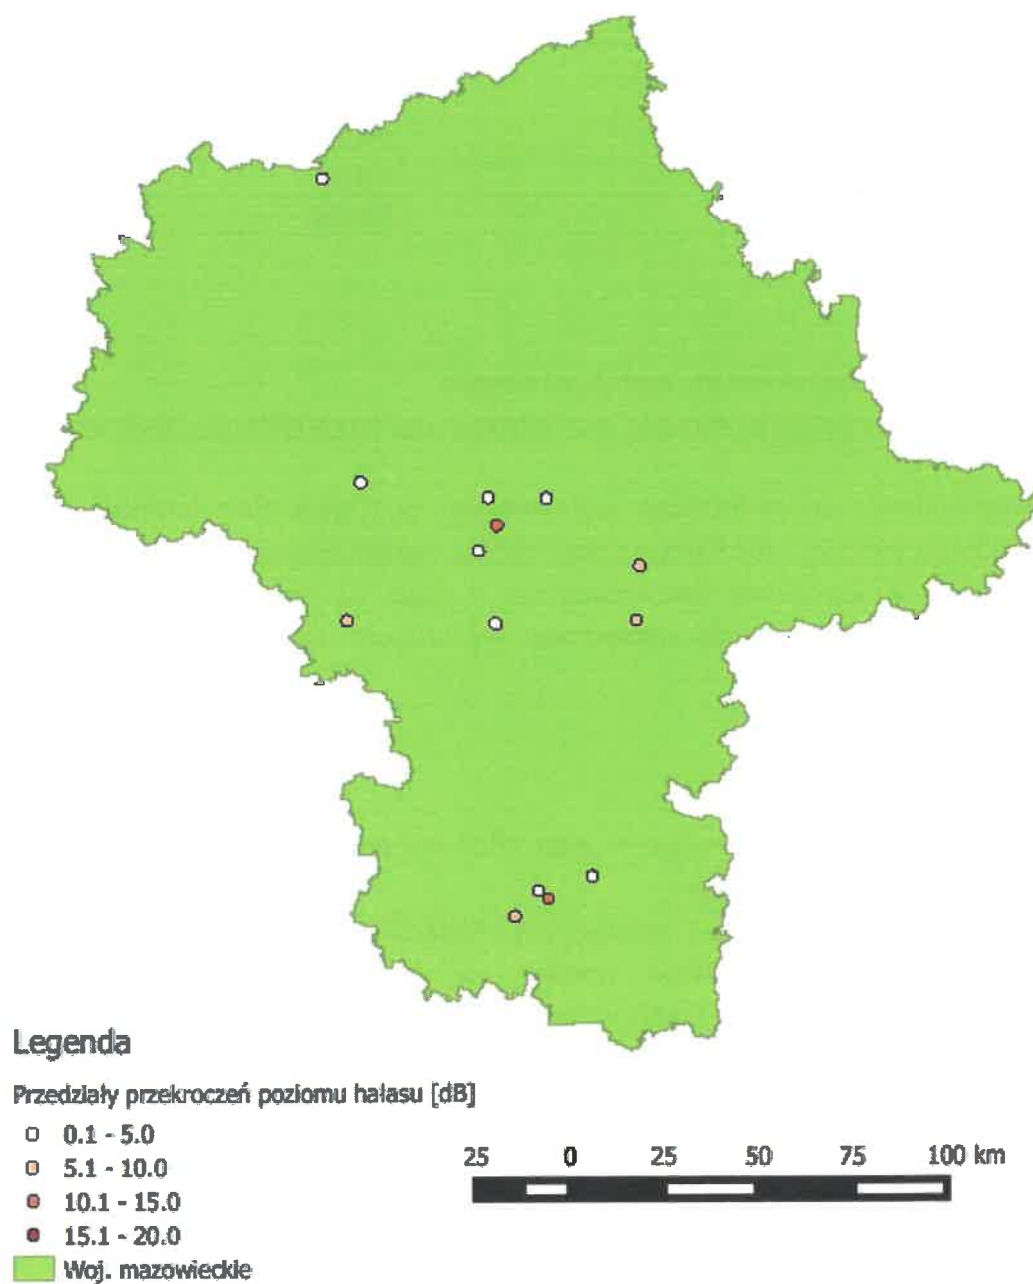 Legenda
Przedziały przekroczeń poziomu hałasu [dB]
0.1 - 5.0
5.1 - 10.0
10.1 - 15.0
15.1 - 20.0
Woj. mazowieckie
25 0 25 50 75 100 km